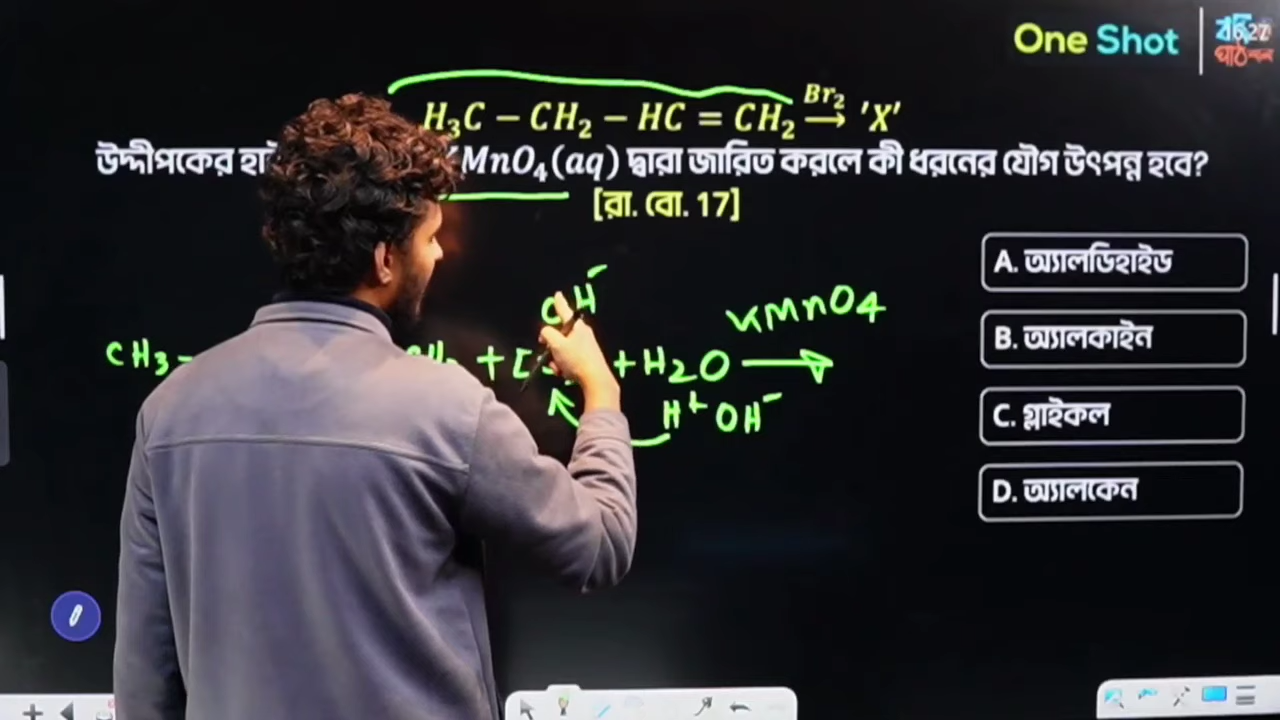 One Shot
H₃C − CH₂ − HC = CH₂ →Br₂ 'X'
উদ্দীপকের MnO₄(aq) দ্বারা জারিত করলে কী ধরনের যৌগ উৎপন্ন হবে?
[রা. বো. 17]
A. অ্যালডিহাইড
B. অ্যালকাইন
C. গ্লাইকল
D. অ্যালকেন
OH⁻
KMnO4
CH3 − + [ + H2O →
H⁺ OH⁻